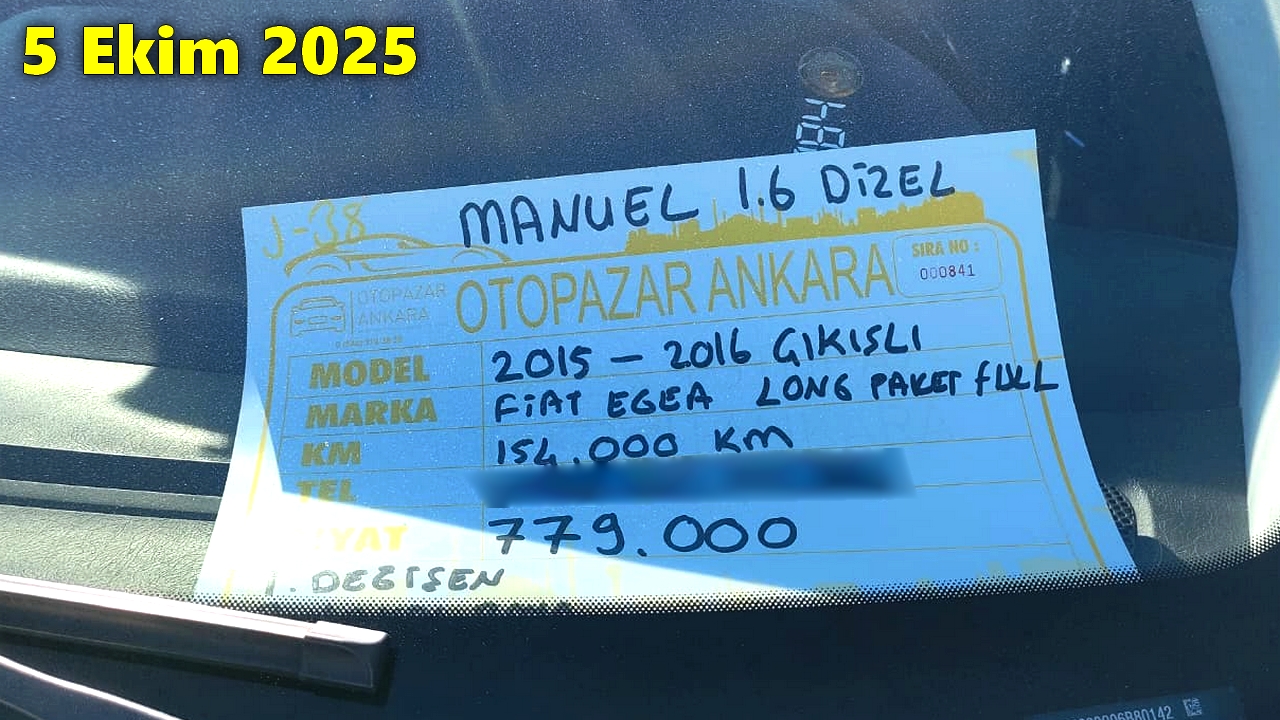 5 Ekim 2025
MANUEL 1.6 DİZEL
J-38
SIRA NO :
000841
OTOPAZAR
ANKARA
OTOPAZAR ANKARA
MODEL 2015 - 2016 ÇIKIŞLI
MARKA FİAT EGEA LONG PAKET FULL
KM 154.000 KM
TEL
779.000
DEĞİŞEN